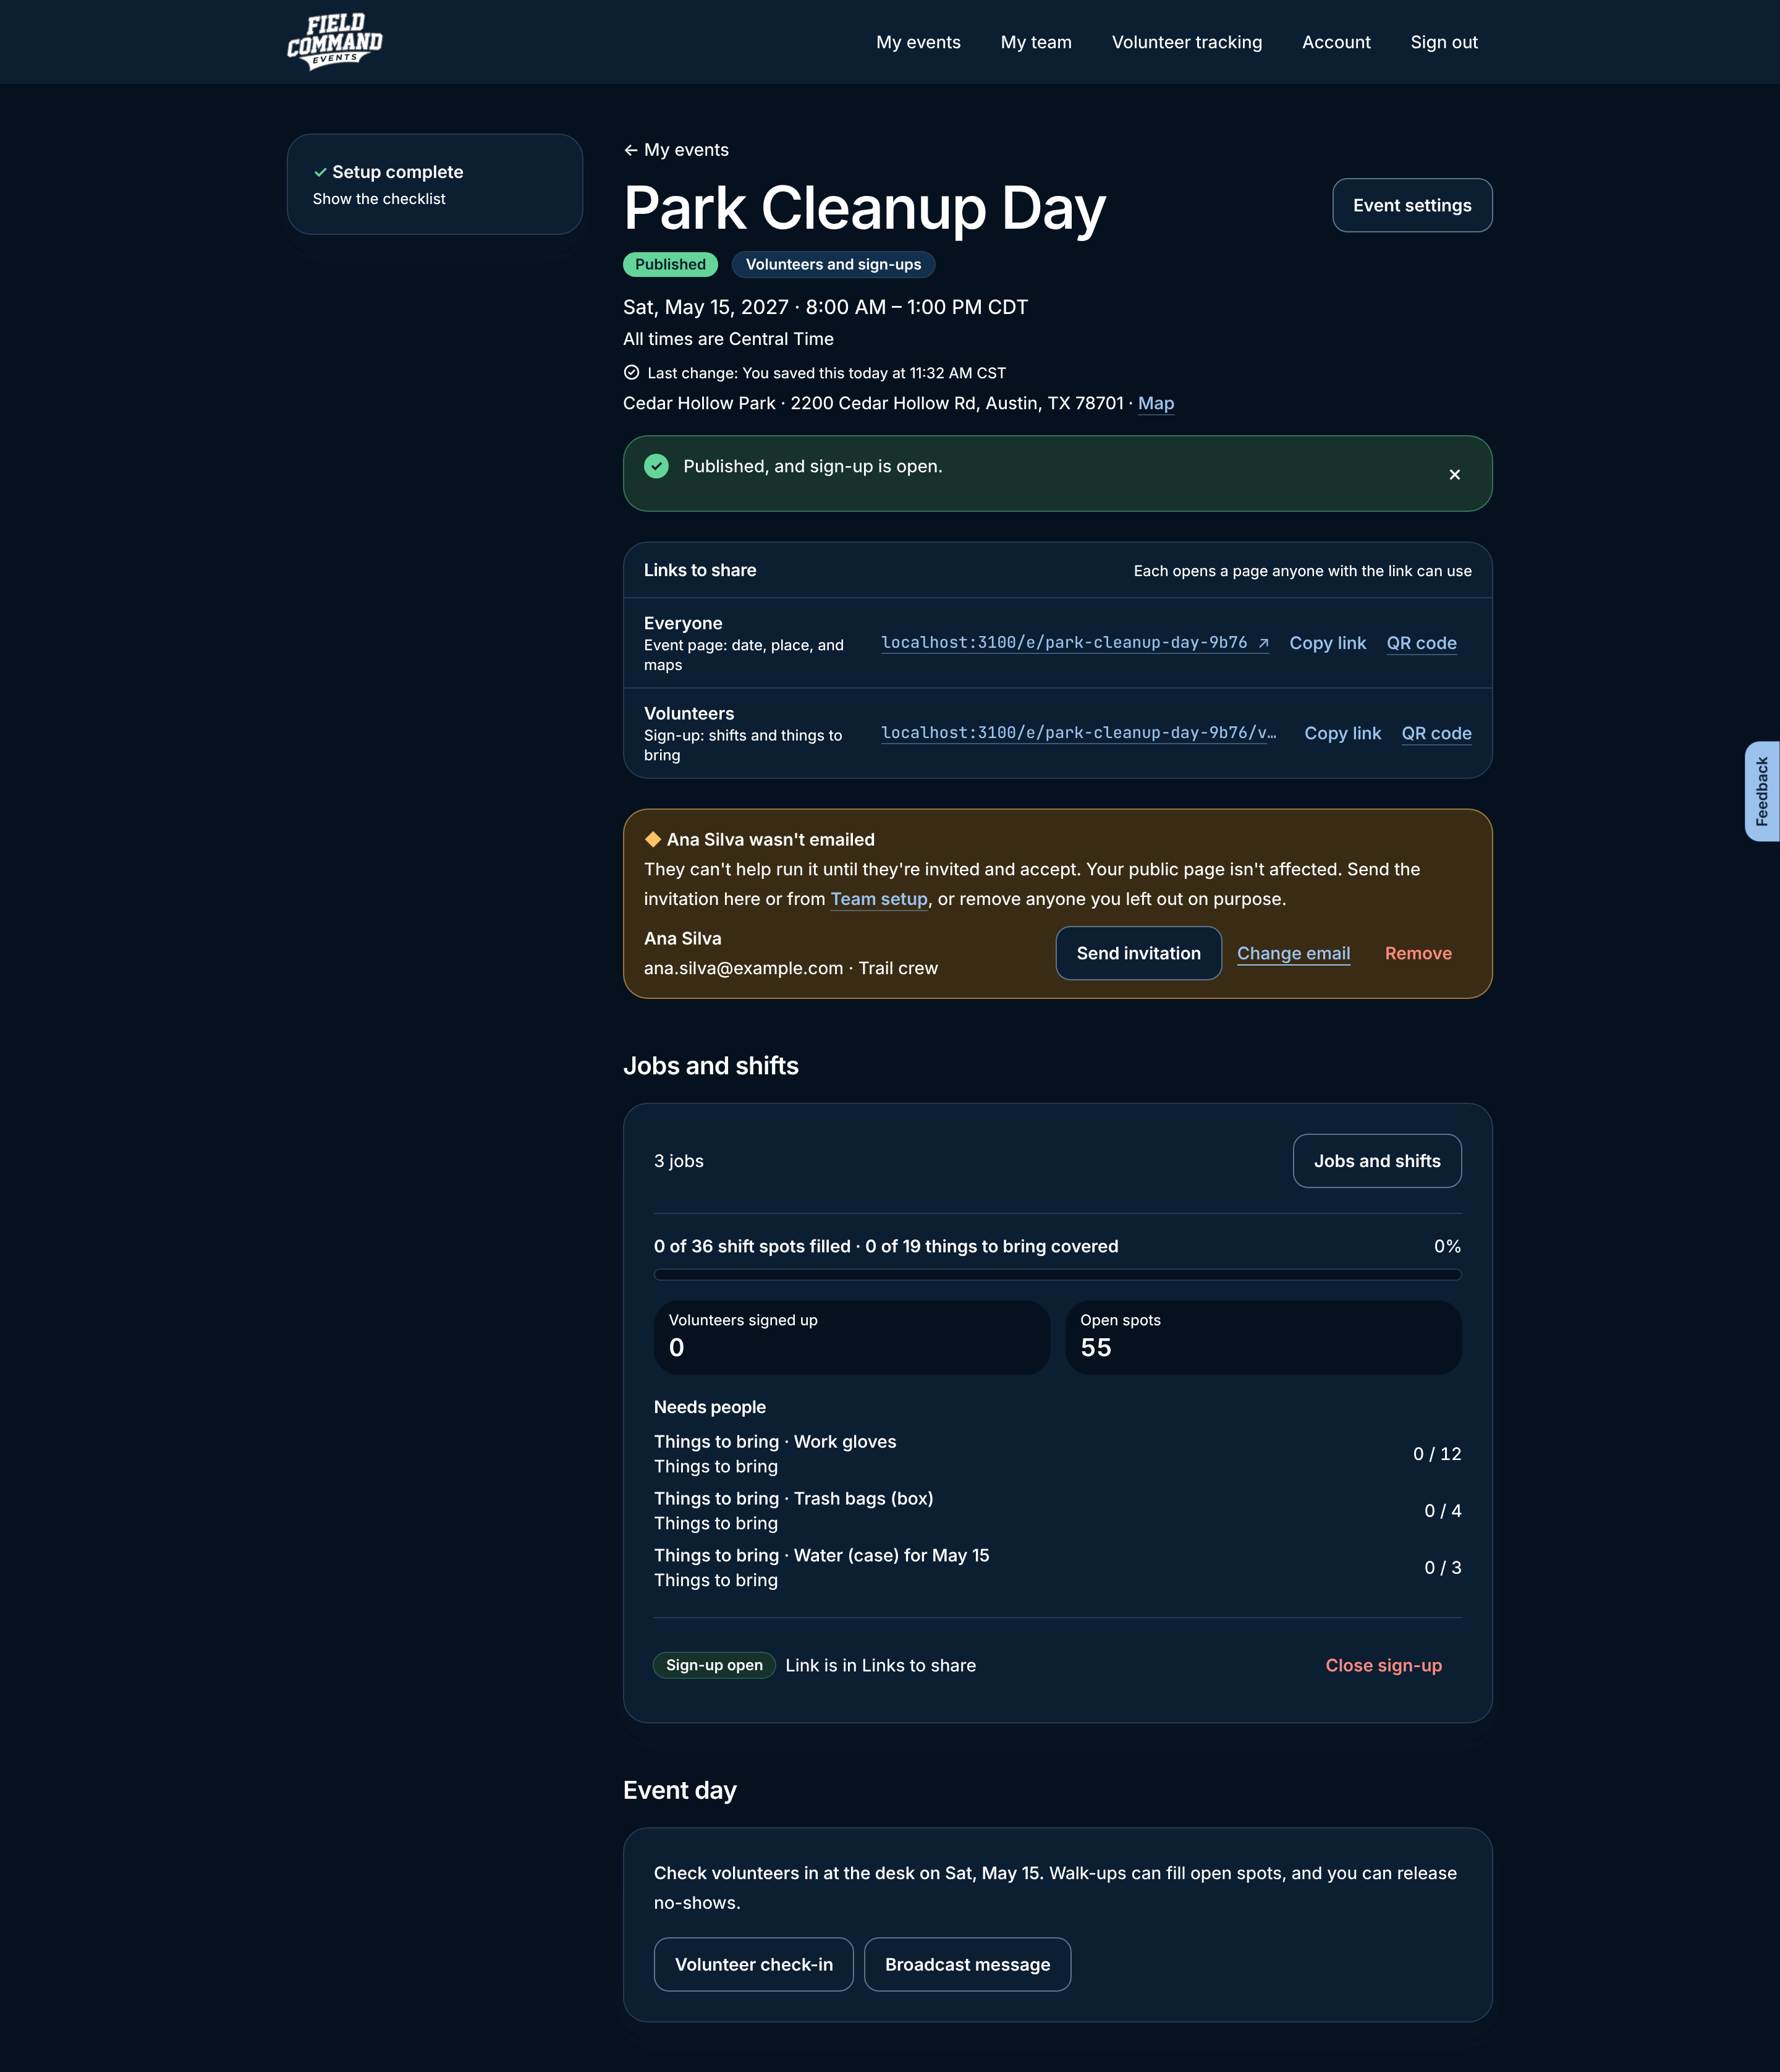 FIELD
COMMAND
EVENTS
My events
My team
Volunteer tracking
Account
Sign out
✓ Setup complete
Show the checklist
← My events
Park Cleanup Day
Event settings
Published
Volunteers and sign-ups
Sat, May 15, 2027 · 8:00 AM – 1:00 PM CDT
All times are Central Time
Last change: You saved this today at 11:32 AM CST
Cedar Hollow Park · 2200 Cedar Hollow Rd, Austin, TX 78701 · Map
Published, and sign-up is open.
×
Links to share
Each opens a page anyone with the link can use
Everyone
Event page: date, place, and
maps
localhost:3100/e/park-cleanup-day-9b76 ↗
Copy link
QR code
Volunteers
Sign-up: shifts and things to
bring
localhost:3100/e/park-cleanup-day-9b76/v…
Copy link
QR code
Feedback
Ana Silva wasn't emailed
They can't help run it until they're invited and accept. Your public page isn't affected. Send the
invitation here or from Team setup, or remove anyone you left out on purpose.
Ana Silva
ana.silva@example.com · Trail crew
Send invitation
Change email
Remove
Jobs and shifts
3 jobs
Jobs and shifts
0 of 36 shift spots filled · 0 of 19 things to bring covered
0%
Volunteers signed up
0
Open spots
55
Needs people
Things to bring · Work gloves
Things to bring
0 / 12
Things to bring · Trash bags (box)
Things to bring
0 / 4
Things to bring · Water (case) for May 15
Things to bring
0 / 3
Sign-up open
Link is in Links to share
Close sign-up
Event day
Check volunteers in at the desk on Sat, May 15. Walk-ups can fill open spots, and you can release
no-shows.
Volunteer check-in
Broadcast message